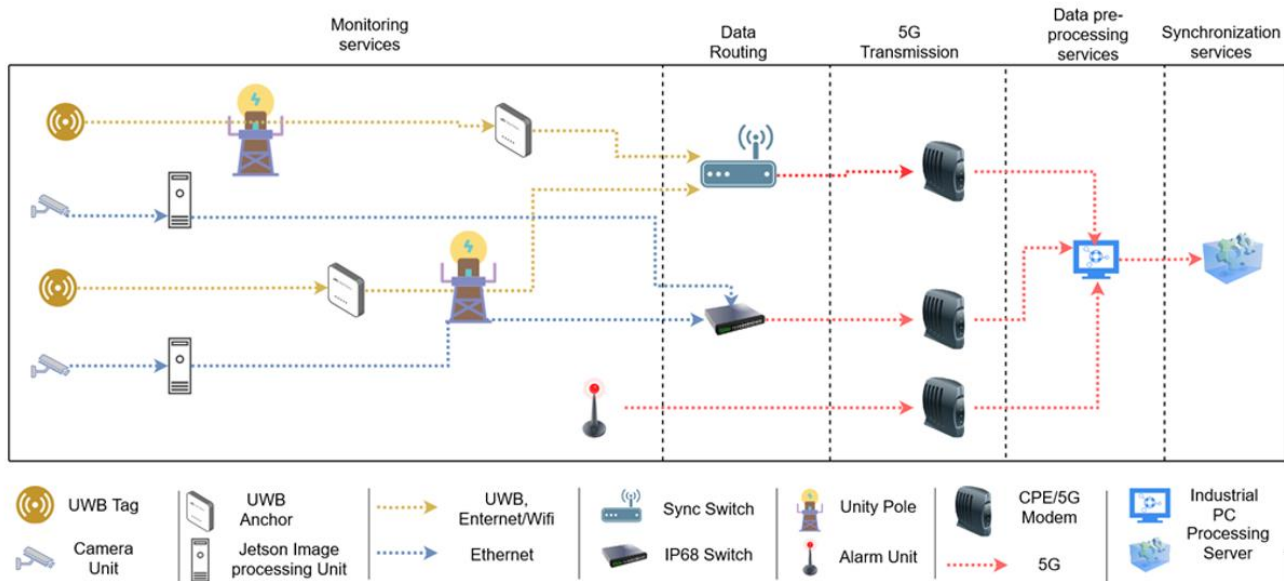 Monitoring
services
Data
Routing
5G
Transmission
Data pre-
processing
services
Synchronization
services
UWB Tag
UWB
Anchor
UWB,
Enternet/Wifi
Sync Switch
Unity Pole
CPE/5G
Modem
Industrial
PC
Processing
Server
Camera
Unit
Jetson Image
processing Unit
Ethernet
IP68 Switch
Alarm Unit
5G